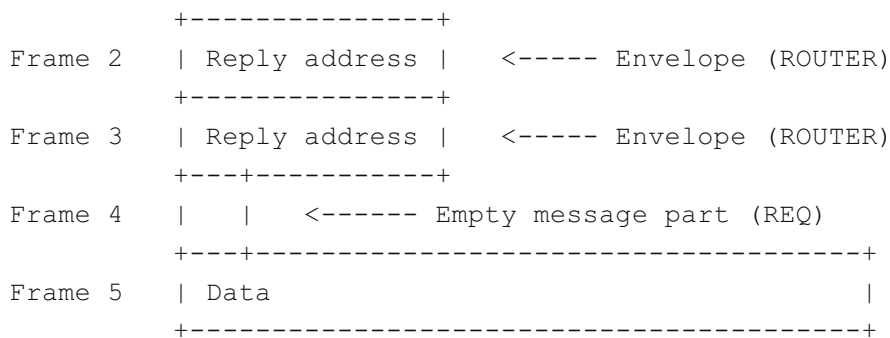 +---------------+
Frame 2 | Reply address | <----- Envelope (ROUTER)
+---------------+
Frame 3 | Reply address | <----- Envelope (ROUTER)
+---+-----------+
Frame 4 | | <------ Empty message part (REQ)
+---+-------------------------------------+
Frame 5 | Data |
+-----------------------------------------+